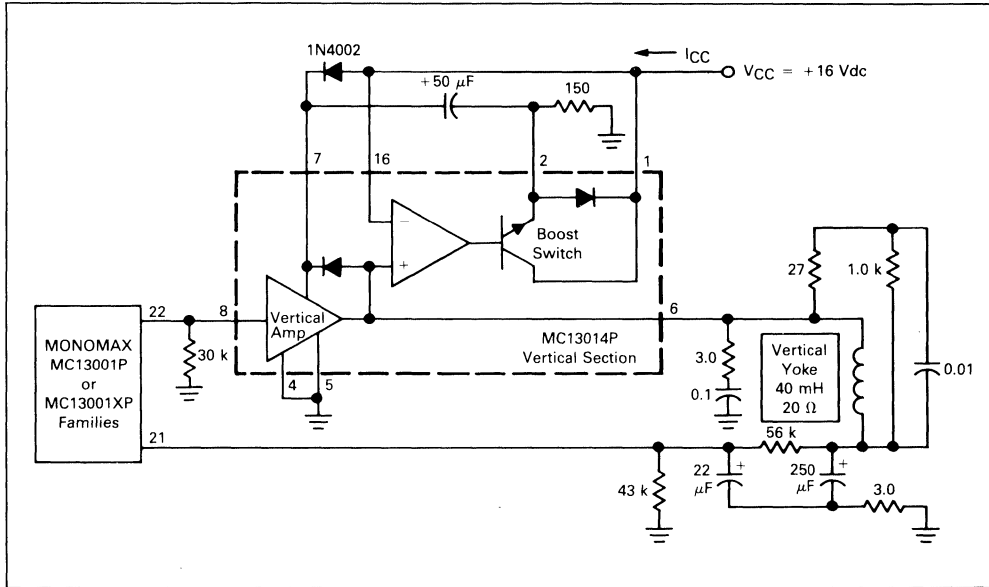 1N4002
ICC
VCC = +16 Vdc
+50 μF
150
7
16
2
1
−
+
Boost
Switch
27
1.0 k
22
8
Vertical
Amp
6
MONOMAX
MC13001P
or
MC13001XP
Families
30 k
4
5
MC13014P
Vertical Section
3.0
0.1
Vertical
Yoke
40 mH
20 Ω
0.01
21
56 k
43 k
22
μF
+
250
μF
+
3.0